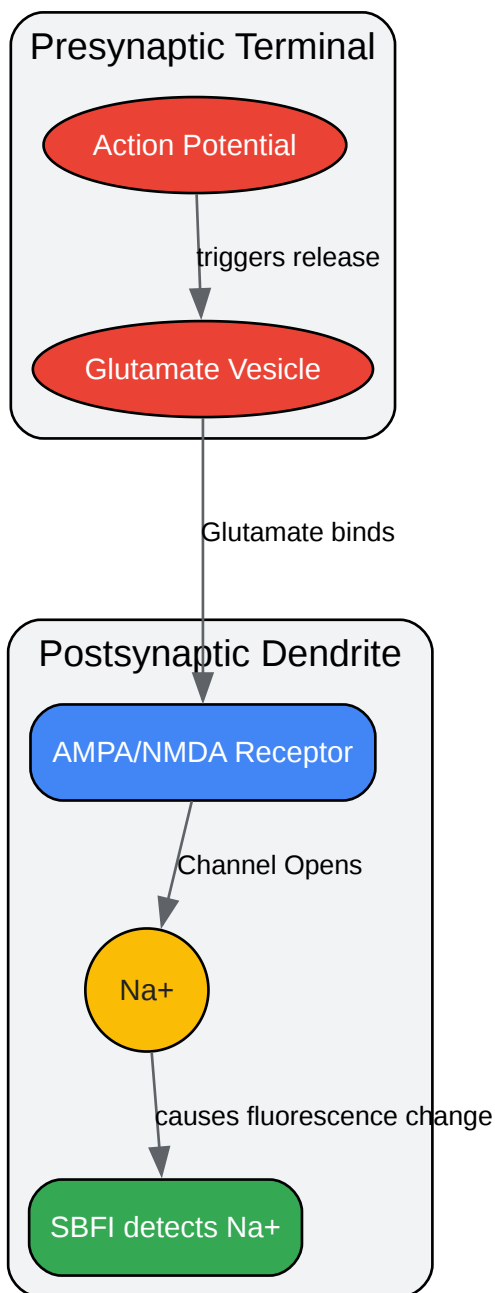 Presynaptic Terminal
Action Potential
triggers release
Glutamate Vesicle
Glutamate binds
Postsynaptic Dendrite
AMPA/NMDA Receptor
Channel Opens
Na+
causes fluorescence change
SBFI detects Na+